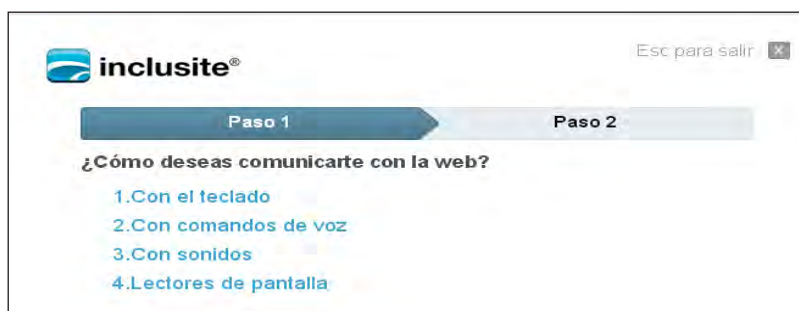 inclusite®
Esc para salir x
Paso 1
Paso 2
¿Cómo deseas comunicarte con la web?
1.Con el teclado
2.Con comandos de voz
3.Con sonidos
4.Lectores de pantalla